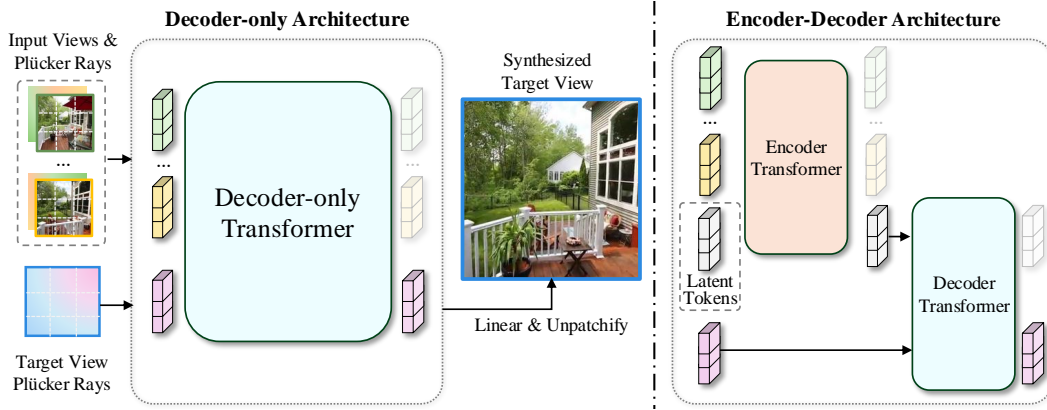 Decoder-only Architecture
Input Views &
Plücker Rays
...
...
Decoder-only
Transformer
Target View
Plücker Rays
Synthesized
Target View
Linear & Unpatchify
Encoder-Decoder Architecture
...
...
Encoder
Transformer
Latent
Tokens
Decoder
Transformer